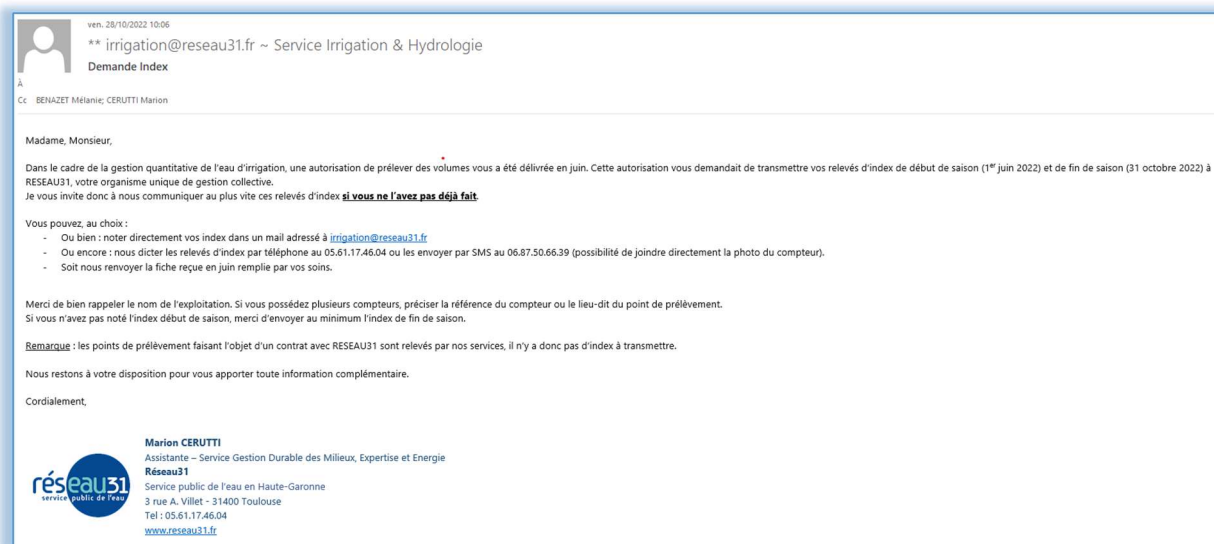 ven. 28/10/2022 10:06
** irrigation@reseau31.fr ~ Service Irrigation & Hydrologie
Demande Index
À
Cc BENAZET Mélanie; CERUTTI Marion
Madame, Monsieur,
Dans le cadre de la gestion quantitative de l'eau d'irrigation, une autorisation de prélever des volumes vous a été délivrée en juin. Cette autorisation vous demandait de transmettre vos relevés d'index de début de saison (1er juin 2022) et de fin de saison (31 octobre 2022) à
RESEAU31, votre organisme unique de gestion collective.
Je vous invite donc à nous communiquer au plus vite ces relevés d'index si vous ne l'avez pas déjà fait.
Vous pouvez, au choix :
- Ou bien : noter directement vos index dans un mail adressé à irrigation@reseau31.fr
- Ou encore : nous dicter les relevés d'index par téléphone au 05.61.17.46.04 ou les envoyer par SMS au 06.87.50.66.39 (possibilité de joindre directement la photo du compteur).
- Soit nous renvoyer la fiche reçue en juin remplie par vos soins.
Merci de bien rappeler le nom de l'exploitation. Si vous possédez plusieurs compteurs, préciser la référence du compteur ou le lieu-dit du point de prélèvement.
Si vous n'avez pas noté l'index début de saison, merci d'envoyer au minimum l'index de fin de saison.
Remarque : les points de prélèvement faisant l'objet d'un contrat avec RESEAU31 sont relevés par nos services, il n'y a donc pas d'index à transmettre.
Nous restons à votre disposition pour vous apporter toute information complémentaire.
Cordialement,
Marion CERUTTI
Assistante – Service Gestion Durable des Milieux, Expertise et Energie
Réseau31
Service public de l'eau en Haute-Garonne
3 rue A. Villet - 31400 Toulouse
Tel : 05.61.17.46.04
www.reseau31.fr
réseau31
service public de l'eau